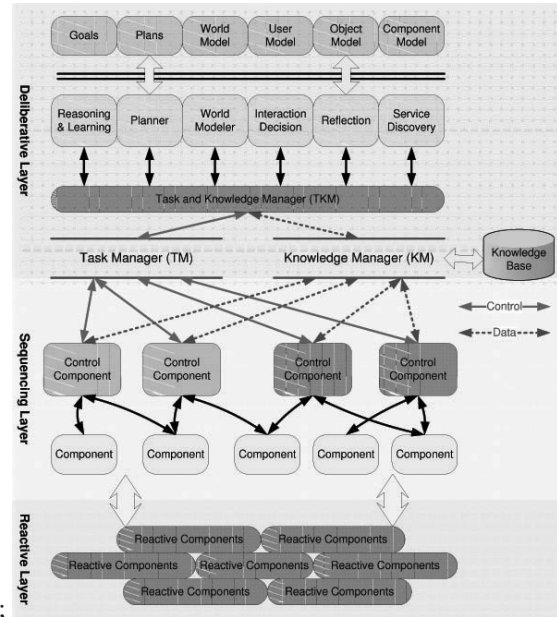 Goals
Plans
World
Model
User
Model
Object
Model
Component
Model
Deliberative Layer
Reasoning
& Learning
Planner
World
Modeler
Interaction
Decision
Reflection
Service
Discovery
Task and Knowledge Manager (TKM)
Task Manager (TM)
Knowledge Manager (KM)
Knowledge
Base
Control
Data
Sequencing Layer
Control
Component
Control
Component
Control
Component
Control
Component
Component
Component
Component
Component
Component
Reactive Layer
Reactive Components
Reactive Components
Reactive Components
Reactive Components
Reactive Components
Reactive Components
Reactive Components
;